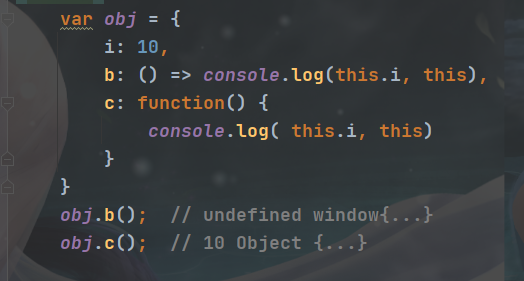 var obj = {
    i: 10,
    b: () => console.log(this.i, this),
    c: function() {
        console.log( this.i, this)
    }
}
obj.b();  // undefined window{...}
obj.c();  // 10 Object {...}